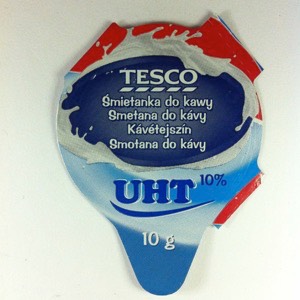 TESCO
Śmietanka do kawy
Smetana do kávy
Kávétejszín
Smotana do kávy
UHT 10%
10 g